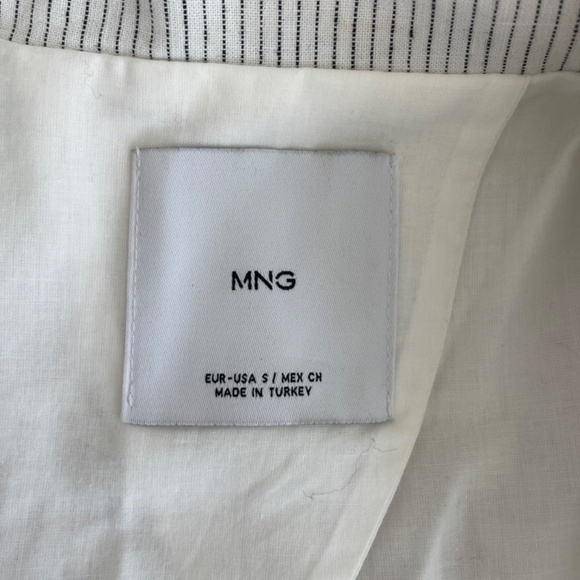 MNG
EUR-USA S / MEX CH
MADE IN TURKEY